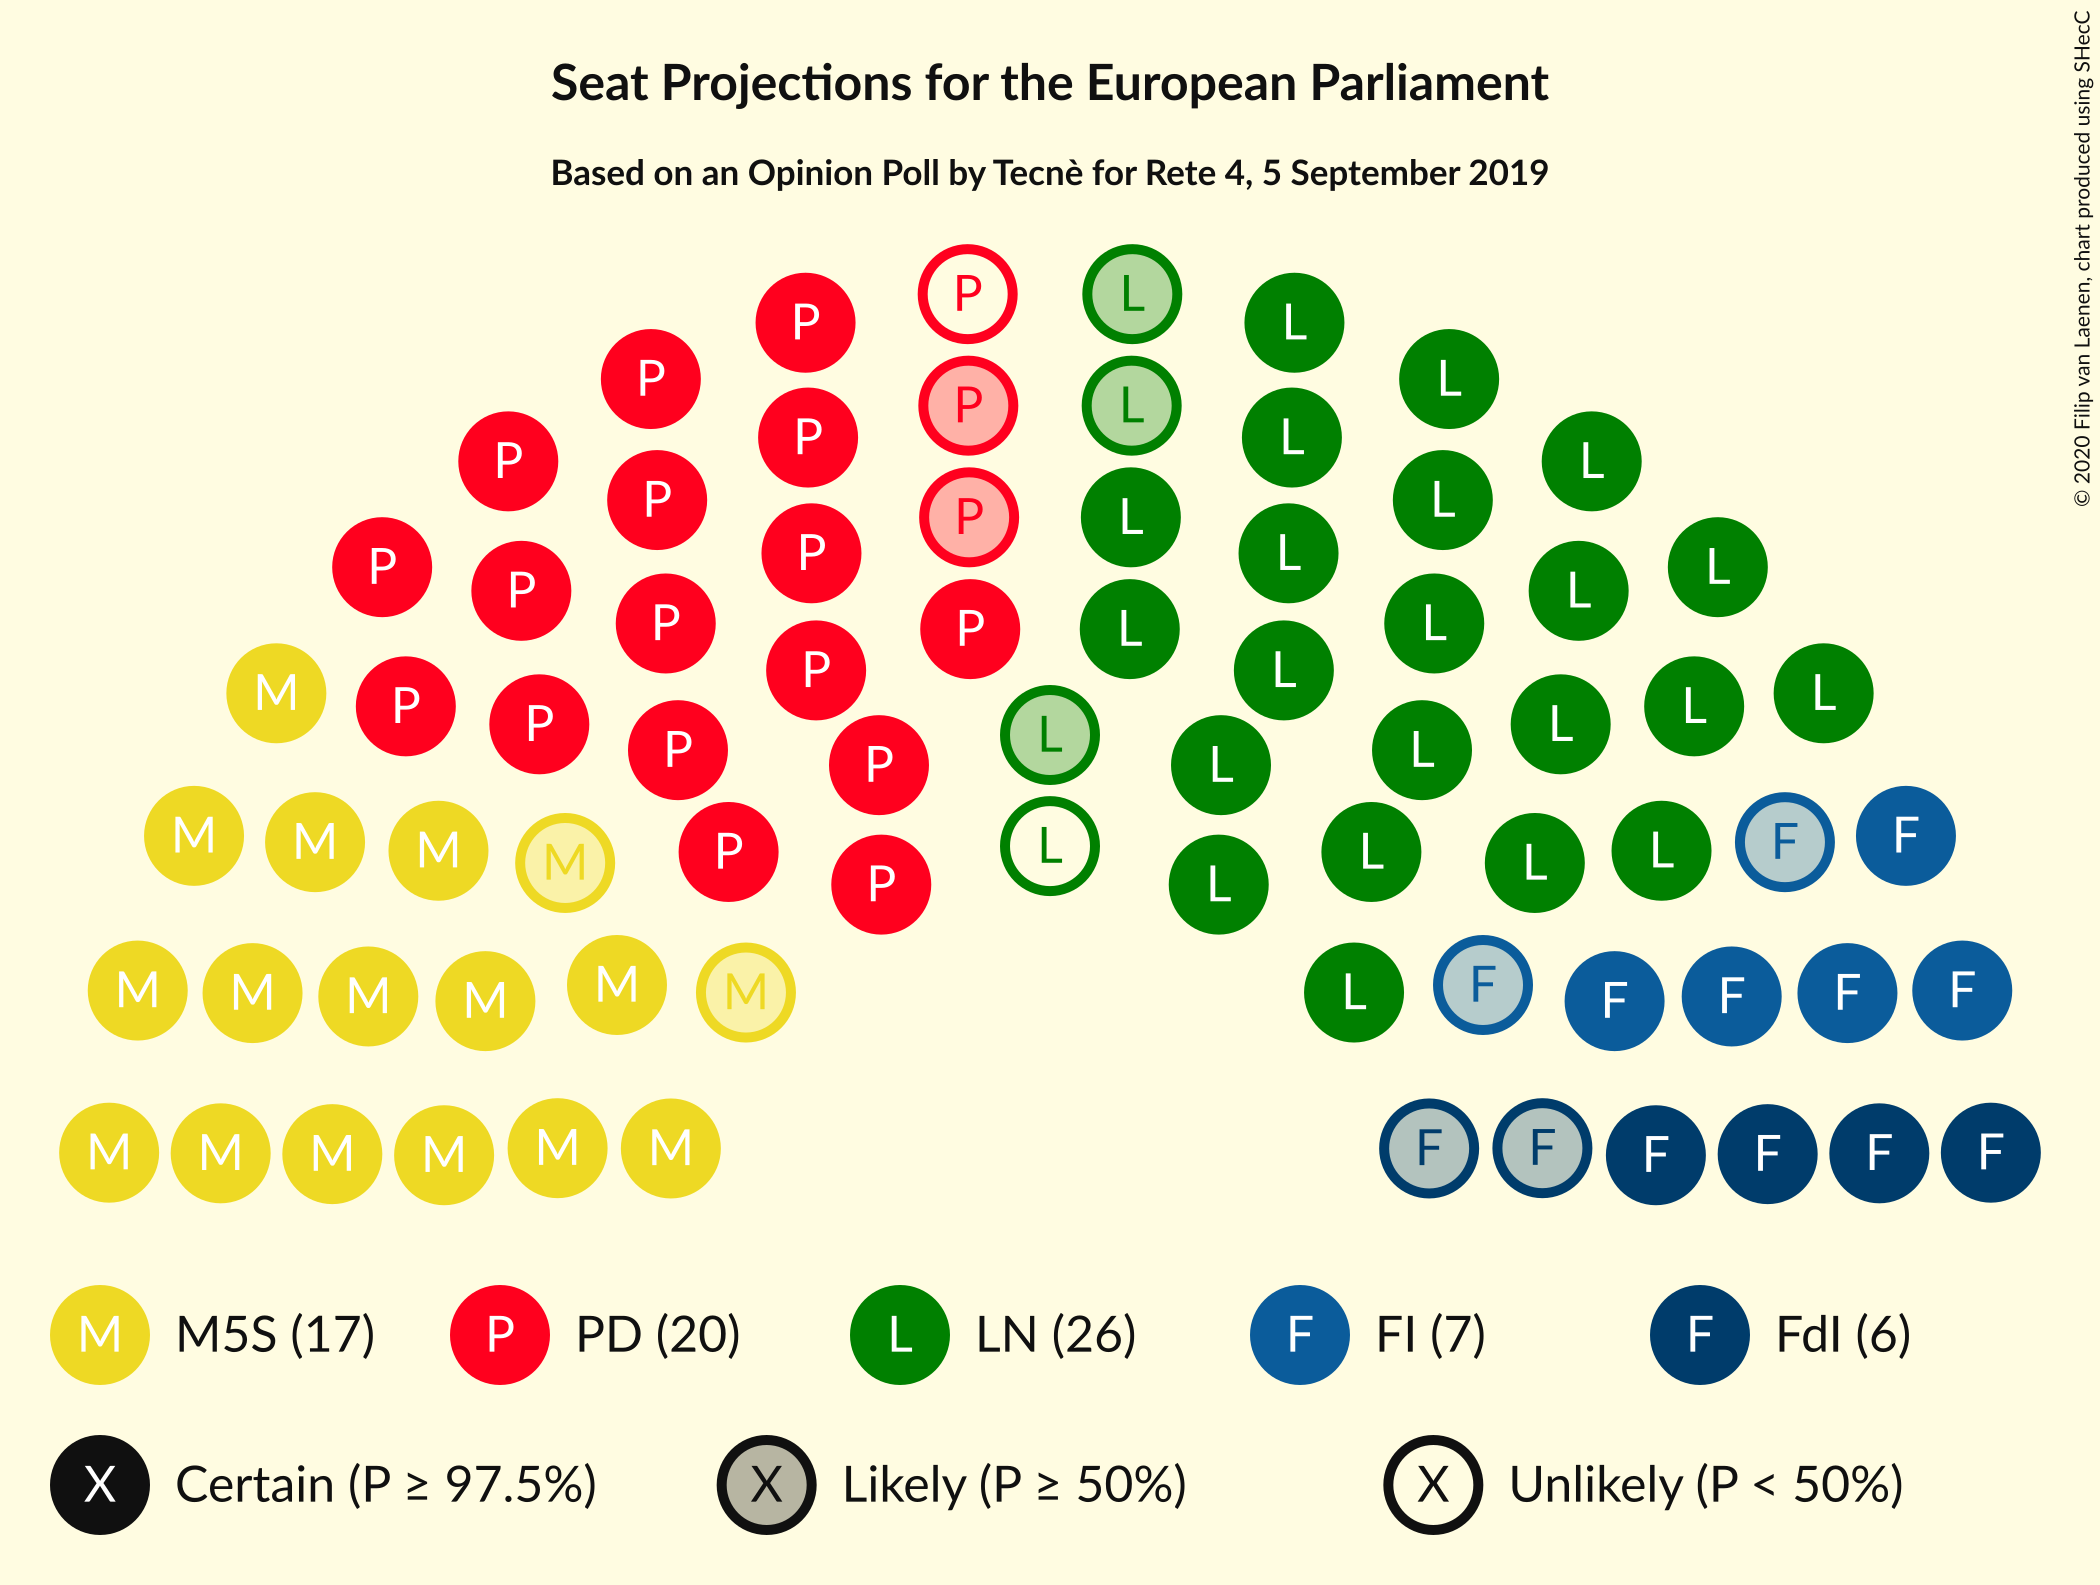 Seat Projections for the European Parliament
Based on an Opinion Poll by Tecnè for Rete 4, 5 September 2019
© 2020 Filip van Laenen, chart produced using SHecC
P L
P L
P L
P P L L
P L
P P L L
P L
P P L L
P P L L
P P L L
P P L L
P L
M P P L L L
P P L L
P L L L
M M M M P P L L L L L F F
P L
M M M M M M L F F F F F
M M M M M M F F F F F F
M M5S (17) P PD (20) L LN (26) F FI (7) F FdI (6)
X Certain (P ≥ 97.5%) X Likely (P ≥ 50%) X Unlikely (P < 50%)